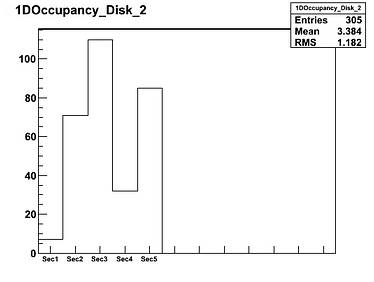 1DOccupancy_Disk_2
1DOccupancy_Disk_2
Entries 305
Mean 3.384
RMS 1.182
100
80
60
40
20
0
Sec1 Sec2 Sec3 Sec4 Sec5